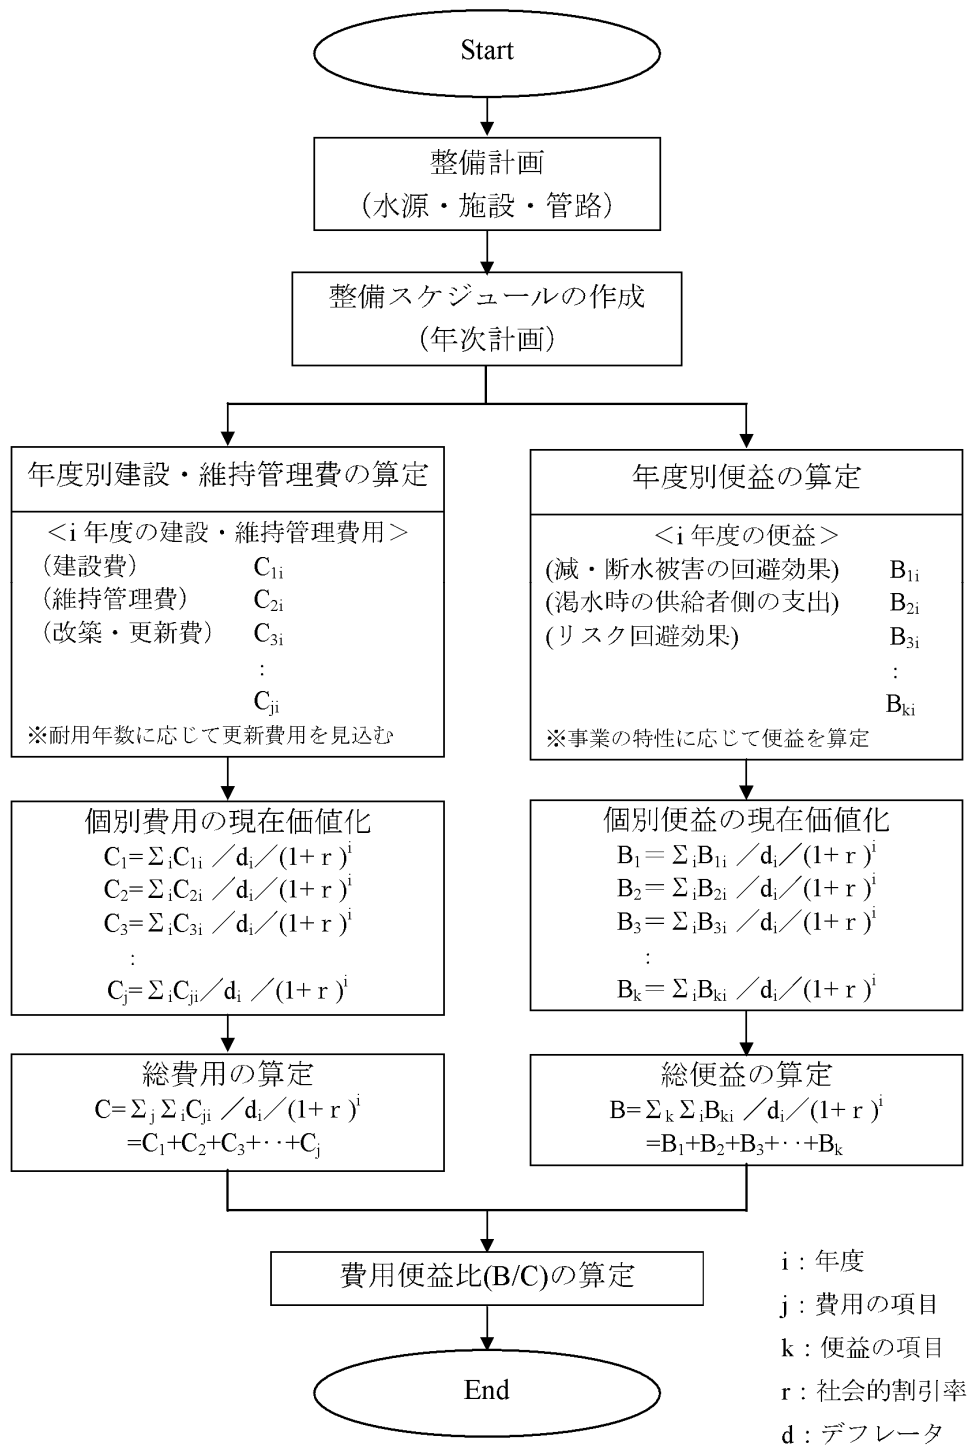 Start
整備計画
（水源・施設・管路）
整備スケジュールの作成
（年次計画）
年度別建設・維持管理費の算定
＜i 年度の建設・維持管理費用＞
（建設費） C1i
(維持管理費) C2i
（改築・更新費） C3i
:
Cji
※耐用年数に応じて更新費用を見込む
年度別便益の算定
＜i 年度の便益＞
(減・断水被害の回避効果) B1i
(渇水時の供給者側の支出) B2i
(リスク回避効果) B3i
:
Bki
※事業の特性に応じて便益を算定
個別費用の現在価値化
C1=ΣiC1i ／di／(1+ r )^i
C2=ΣiC2i ／di／(1+ r )^i
C3=ΣiC3i ／di／(1+ r )^i
:
Cj=ΣiCji／di ／(1+ r )^i
個別便益の現在価値化
B1＝ΣiB1i ／di／(1+ r )^i
B2＝ΣiB2i ／di／(1+ r )^i
B3＝ΣiB3i ／di／(1+ r )^i
:
Bk＝ΣiBki ／di／(1+ r )^i
総費用の算定
C=ΣjΣiCji ／di／(1+ r )^i
=C1+C2+C3+‥+Cj
総便益の算定
B=ΣkΣiBki ／di／(1+ r )^i
=B1+B2+B3+‥+Bk
費用便益比(B/C)の算定
End
i：年度
j：費用の項目
k：便益の項目
r：社会的割引率
d：デフレータ